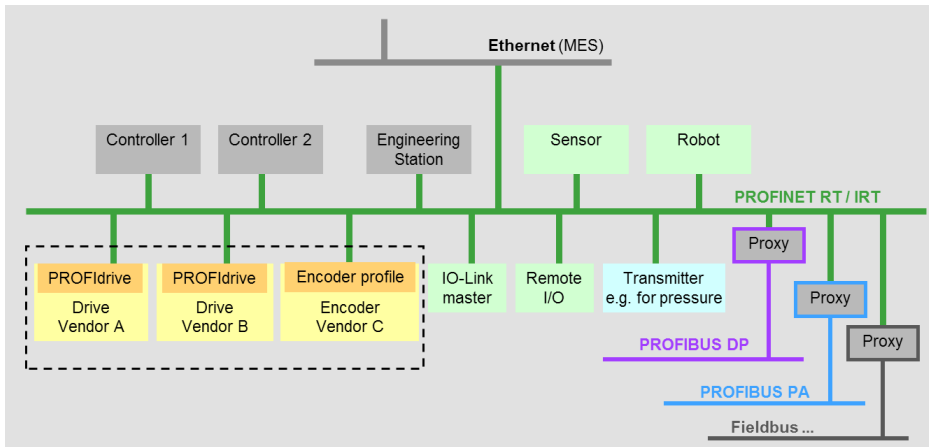 Ethernet (MES)
Controller 1
Controller 2
Engineering
Station
Sensor
Robot
PROFINET RT / IRT
PROFIdrive
Drive
Vendor A
PROFIdrive
Drive
Vendor B
Encoder profile
Encoder
Vendor C
IO-Link
master
Remote
I/O
Transmitter
e.g. for pressure
Proxy
Proxy
Proxy
PROFIBUS DP
PROFIBUS PA
Fieldbus ...